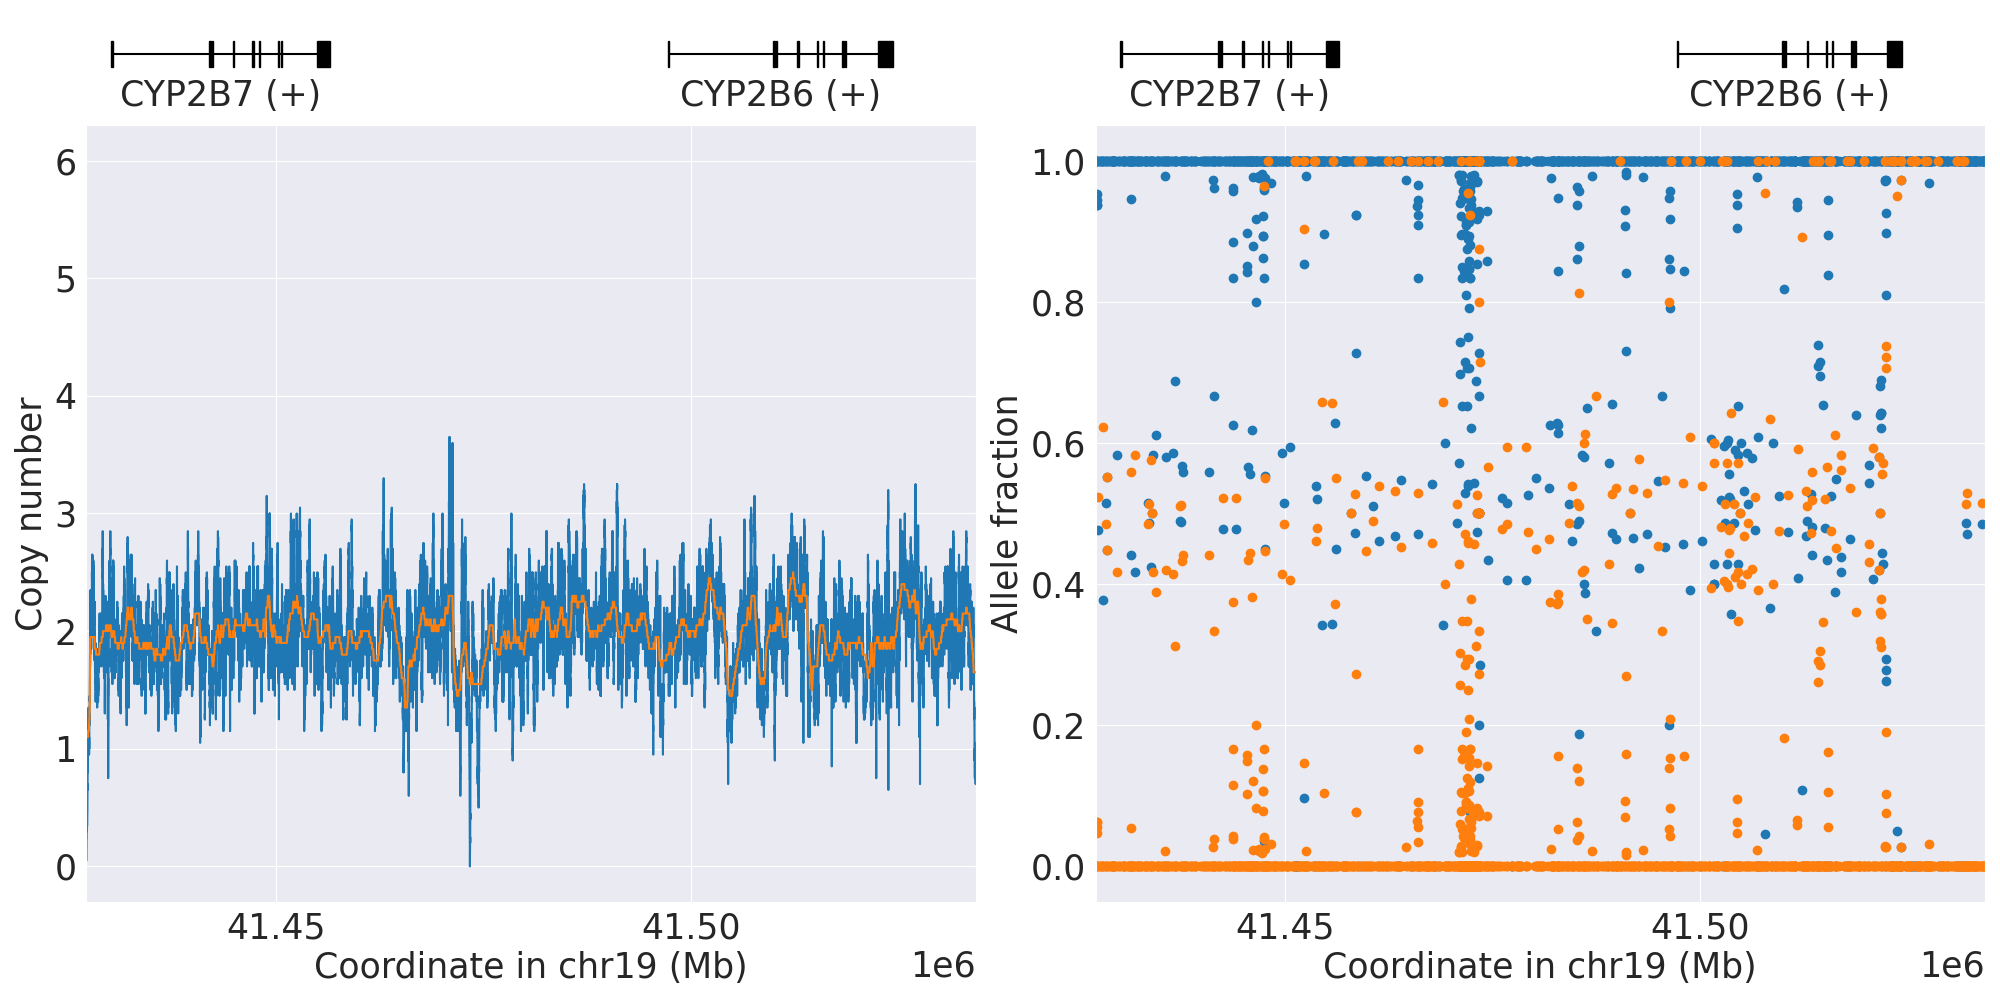 CYP2B7 (+) CYP2B6 (+)
CYP2B7 (+) CYP2B6 (+)
Copy number
6
5
4
3
2
1
0
41.45 41.50
Coordinate in chr19 (Mb) 1e6
Allele fraction
1.0
0.8
0.6
0.4
0.2
0.0
41.45 41.50
Coordinate in chr19 (Mb) 1e6